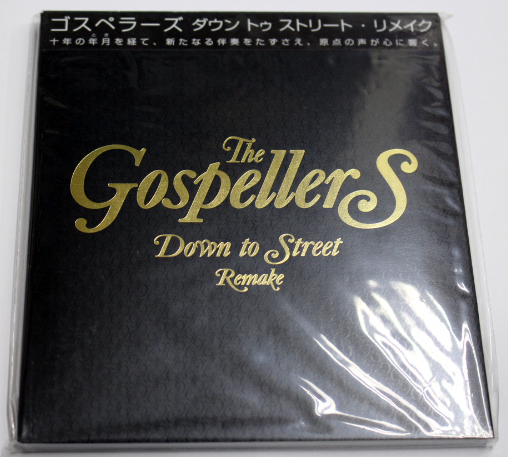 ゴスペラーズ ダウン トゥ ストリート・リメイク
十年の年月を経て、新たなる伴奏をたずさえ、原点の声が心に響く。
The
Gospellers
Down to Street
Remake